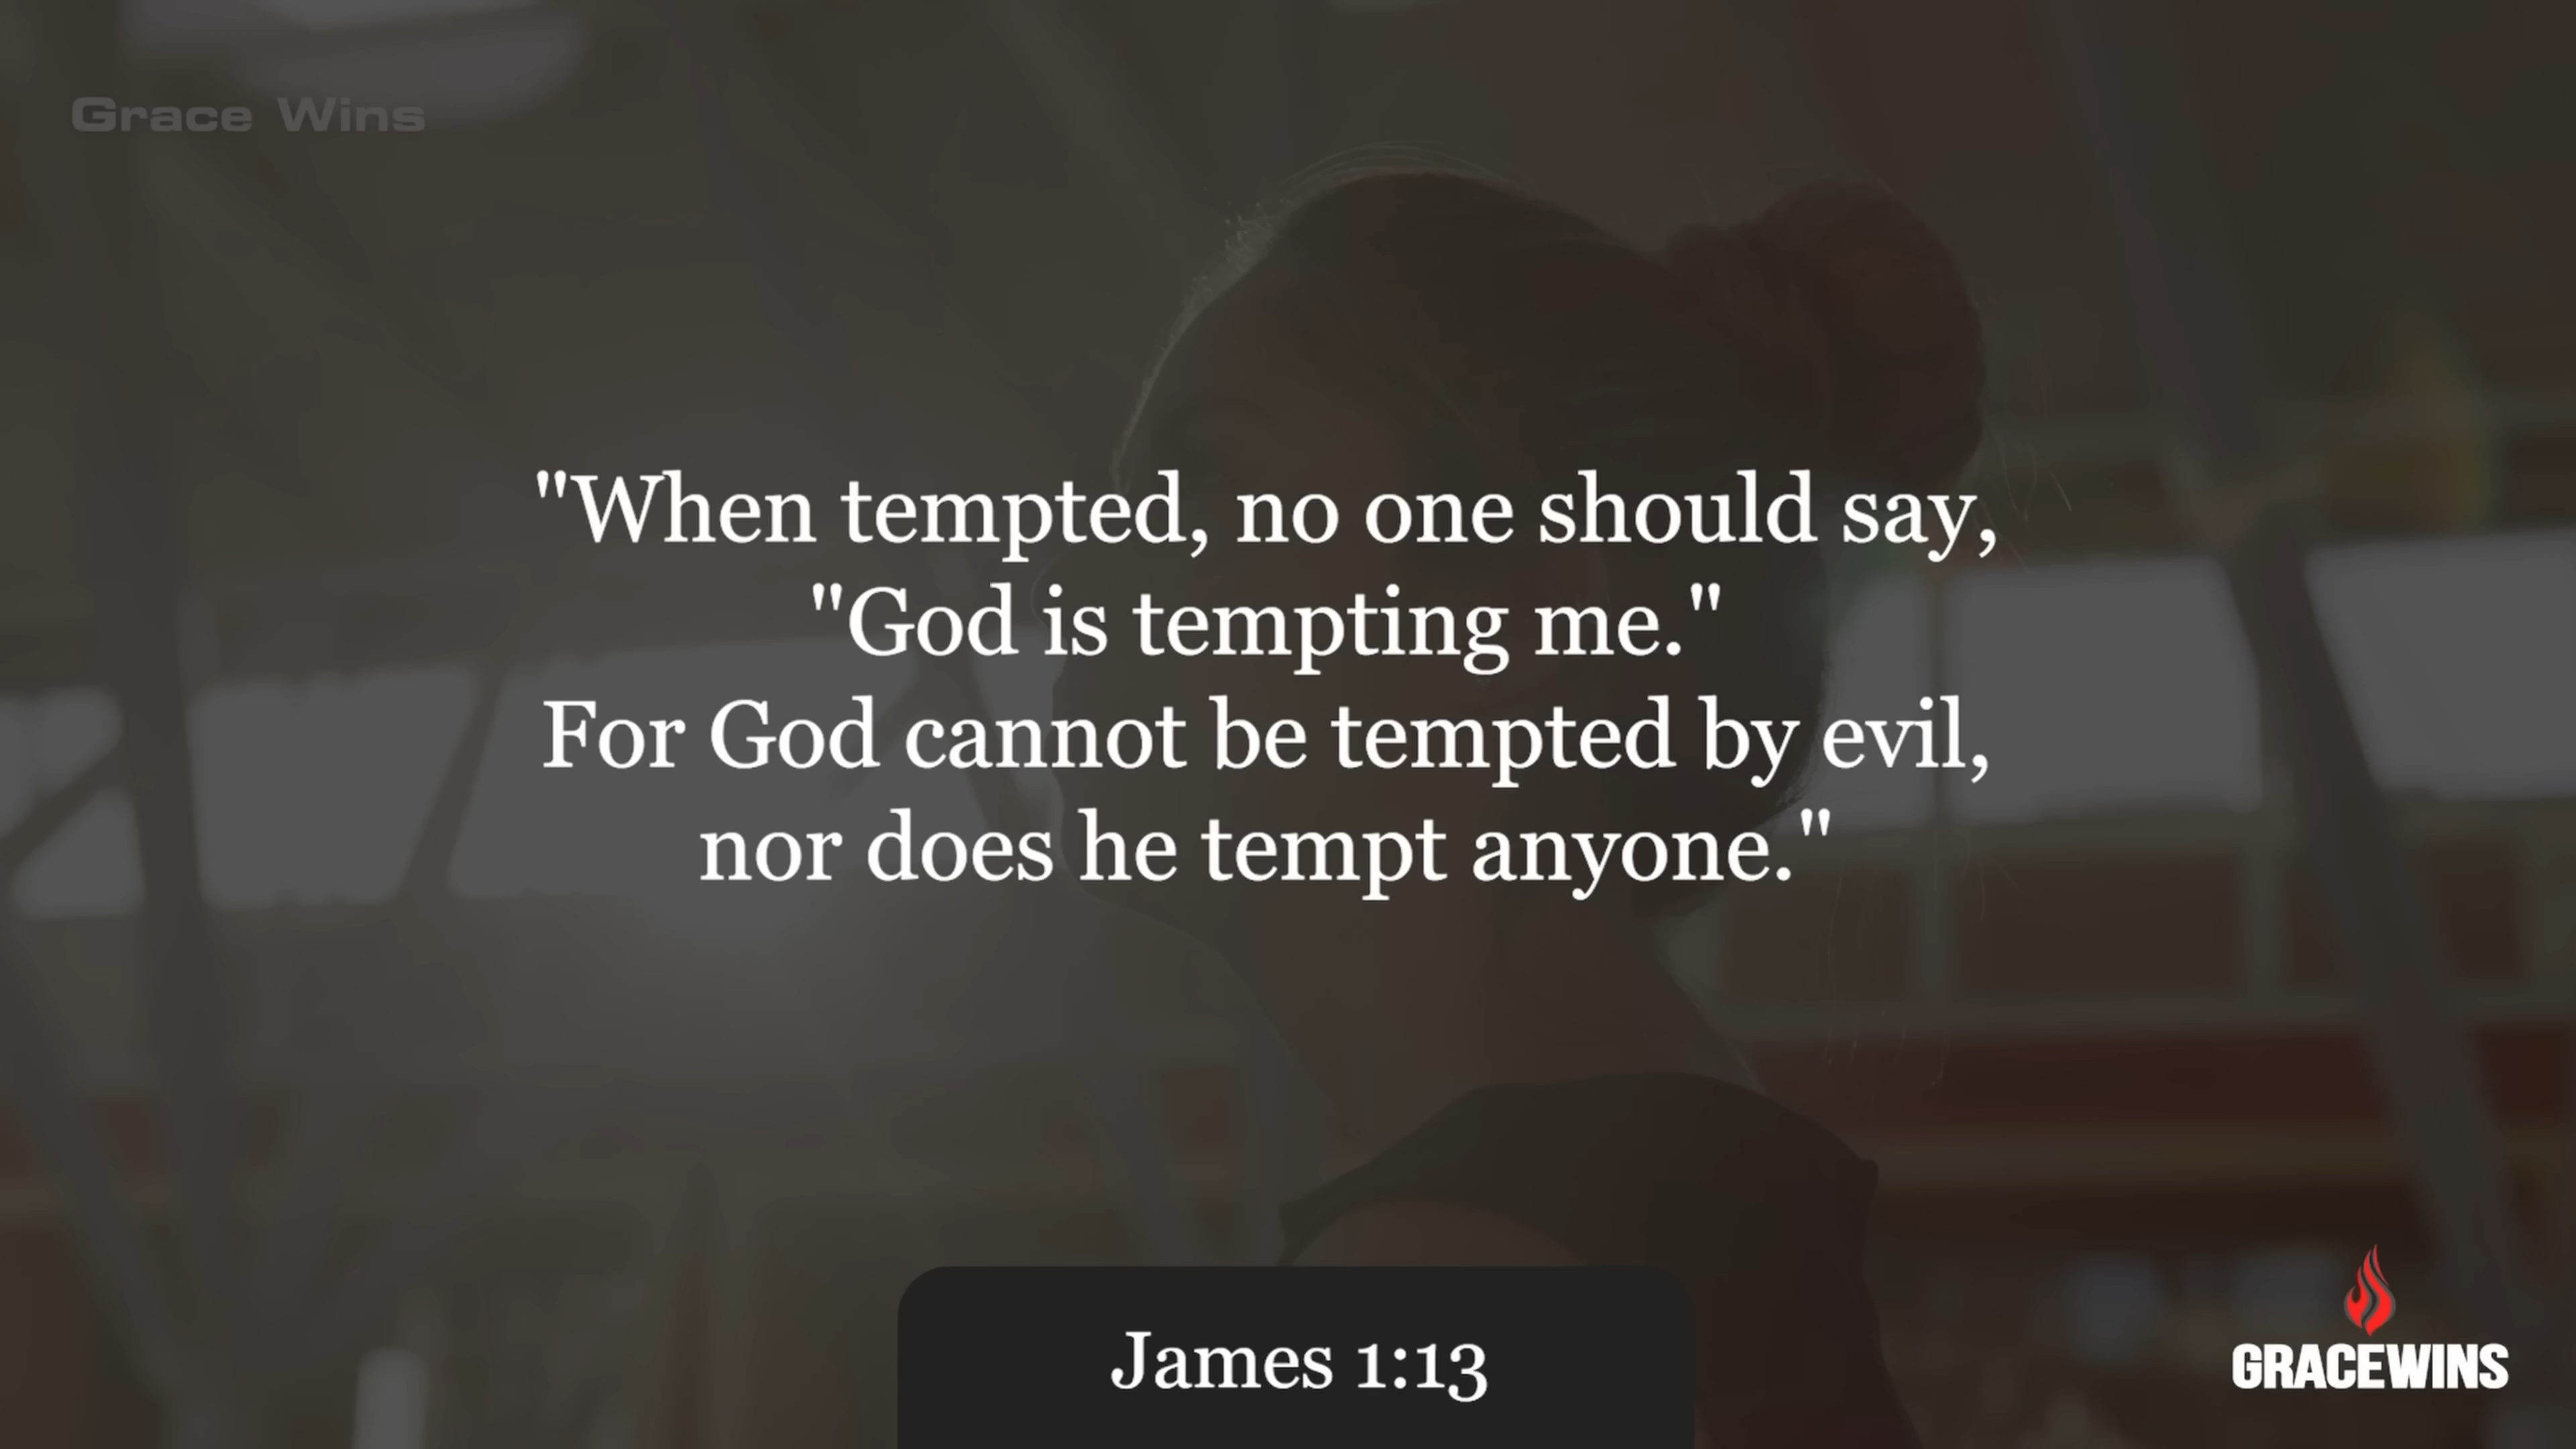 Grace Wins
"When tempted, no one should say,
"God is tempting me."
For God cannot be tempted by evil,
nor does he tempt anyone."
James 1:13
GRACEWINS